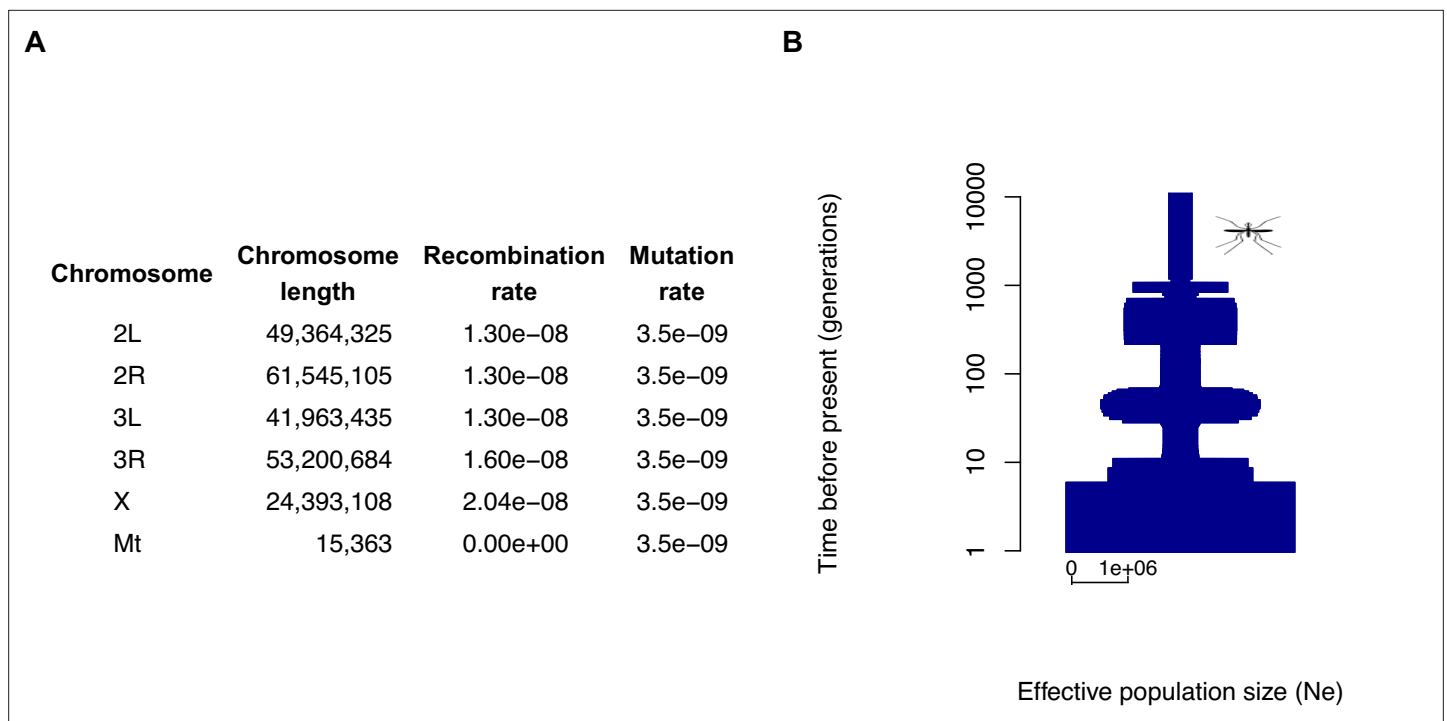 A
Chromosome Chromosome length Recombination rate Mutation rate
2L 49,364,325 1.30e−08 3.5e−09
2R 61,545,105 1.30e−08 3.5e−09
3L 41,963,435 1.30e−08 3.5e−09
3R 53,200,684 1.60e−08 3.5e−09
X 24,393,108 2.04e−08 3.5e−09
Mt 15,363 0.00e+00 3.5e−09
B
Time before present (generations)
10000
1000
100
10
1
0 1e+06
Effective population size (Ne)